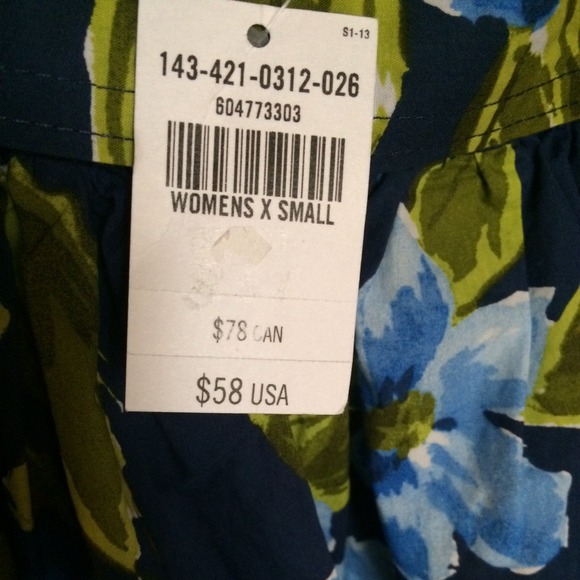 S1-13
143-421-0312-026
604773303
WOMENS X SMALL
$78 CAN
$58 USA